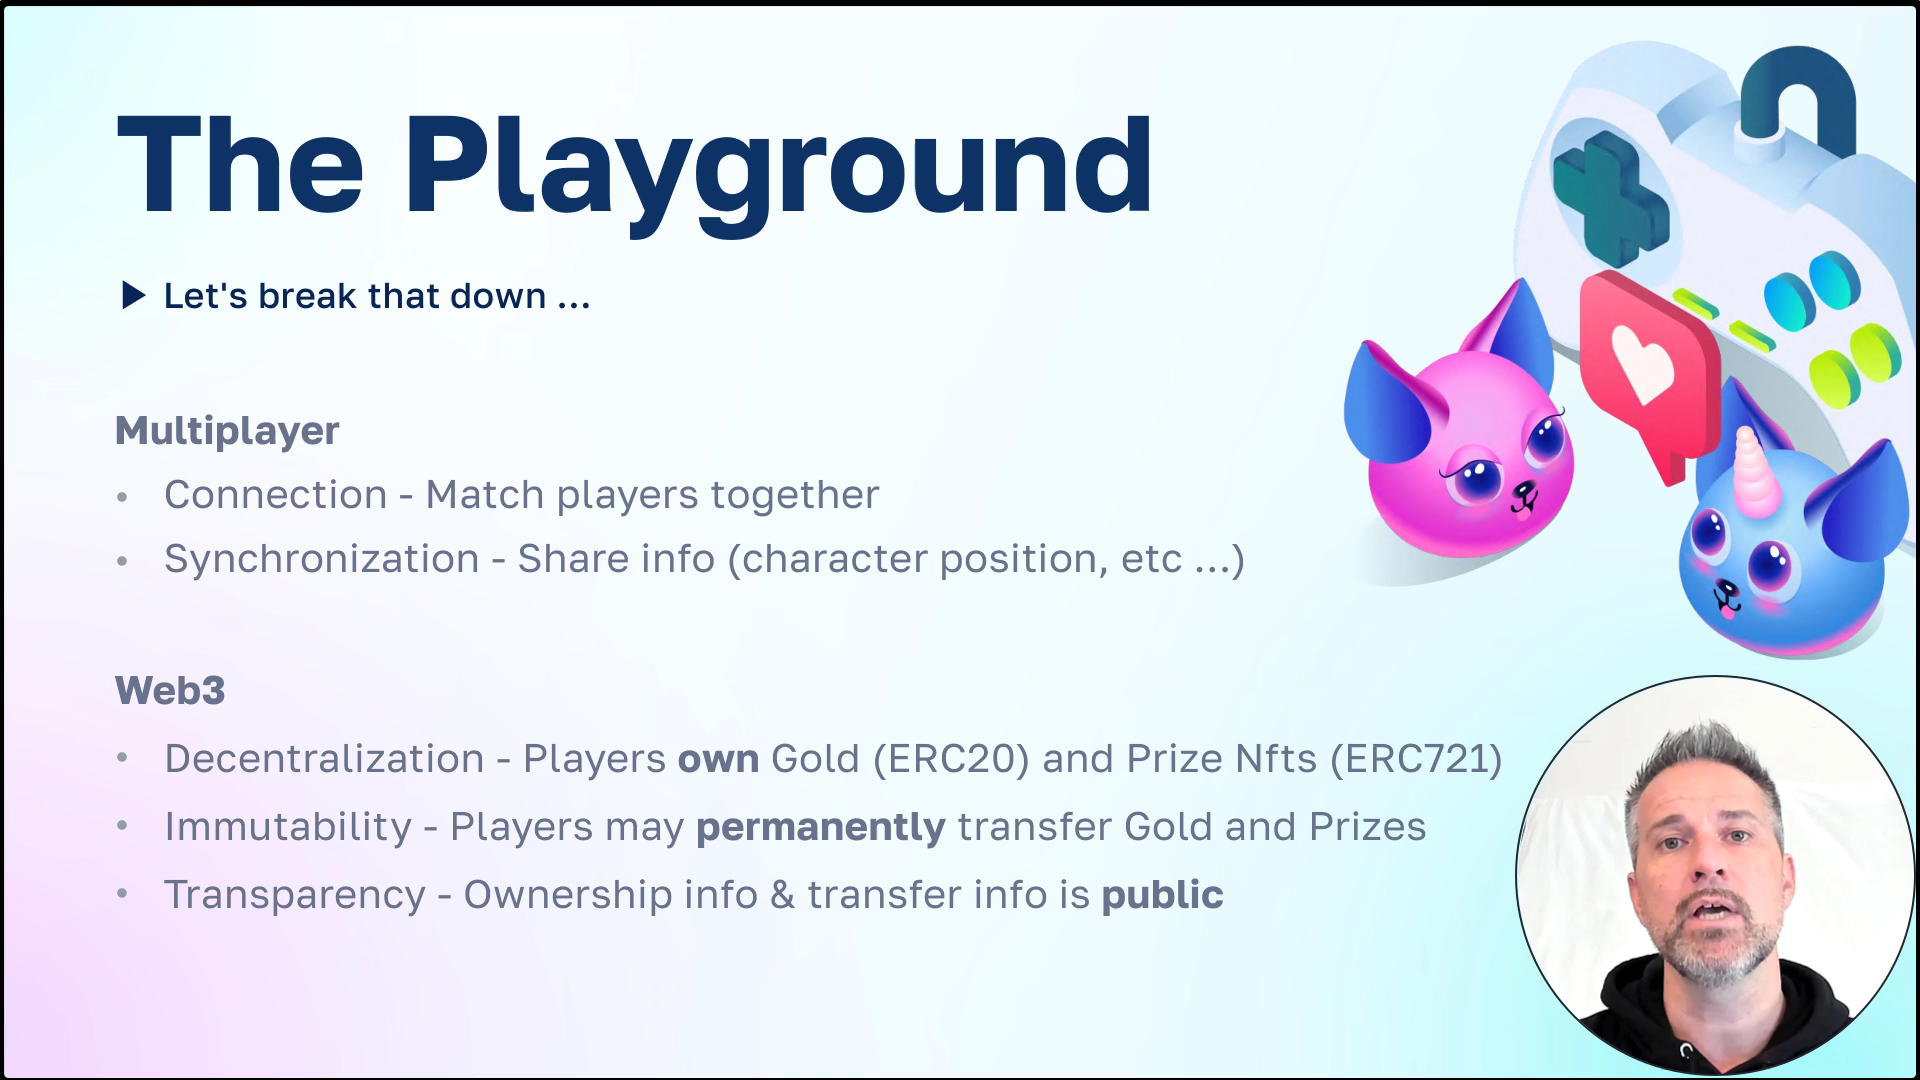 The Playground
▶ Let's break that down ...
Multiplayer
• Connection - Match players together
• Synchronization - Share info (character position, etc ...)
Web3
• Decentralization - Players own Gold (ERC20) and Prize Nfts (ERC721)
• Immutability - Players may permanently transfer Gold and Prizes
• Transparency - Ownership info & transfer info is public